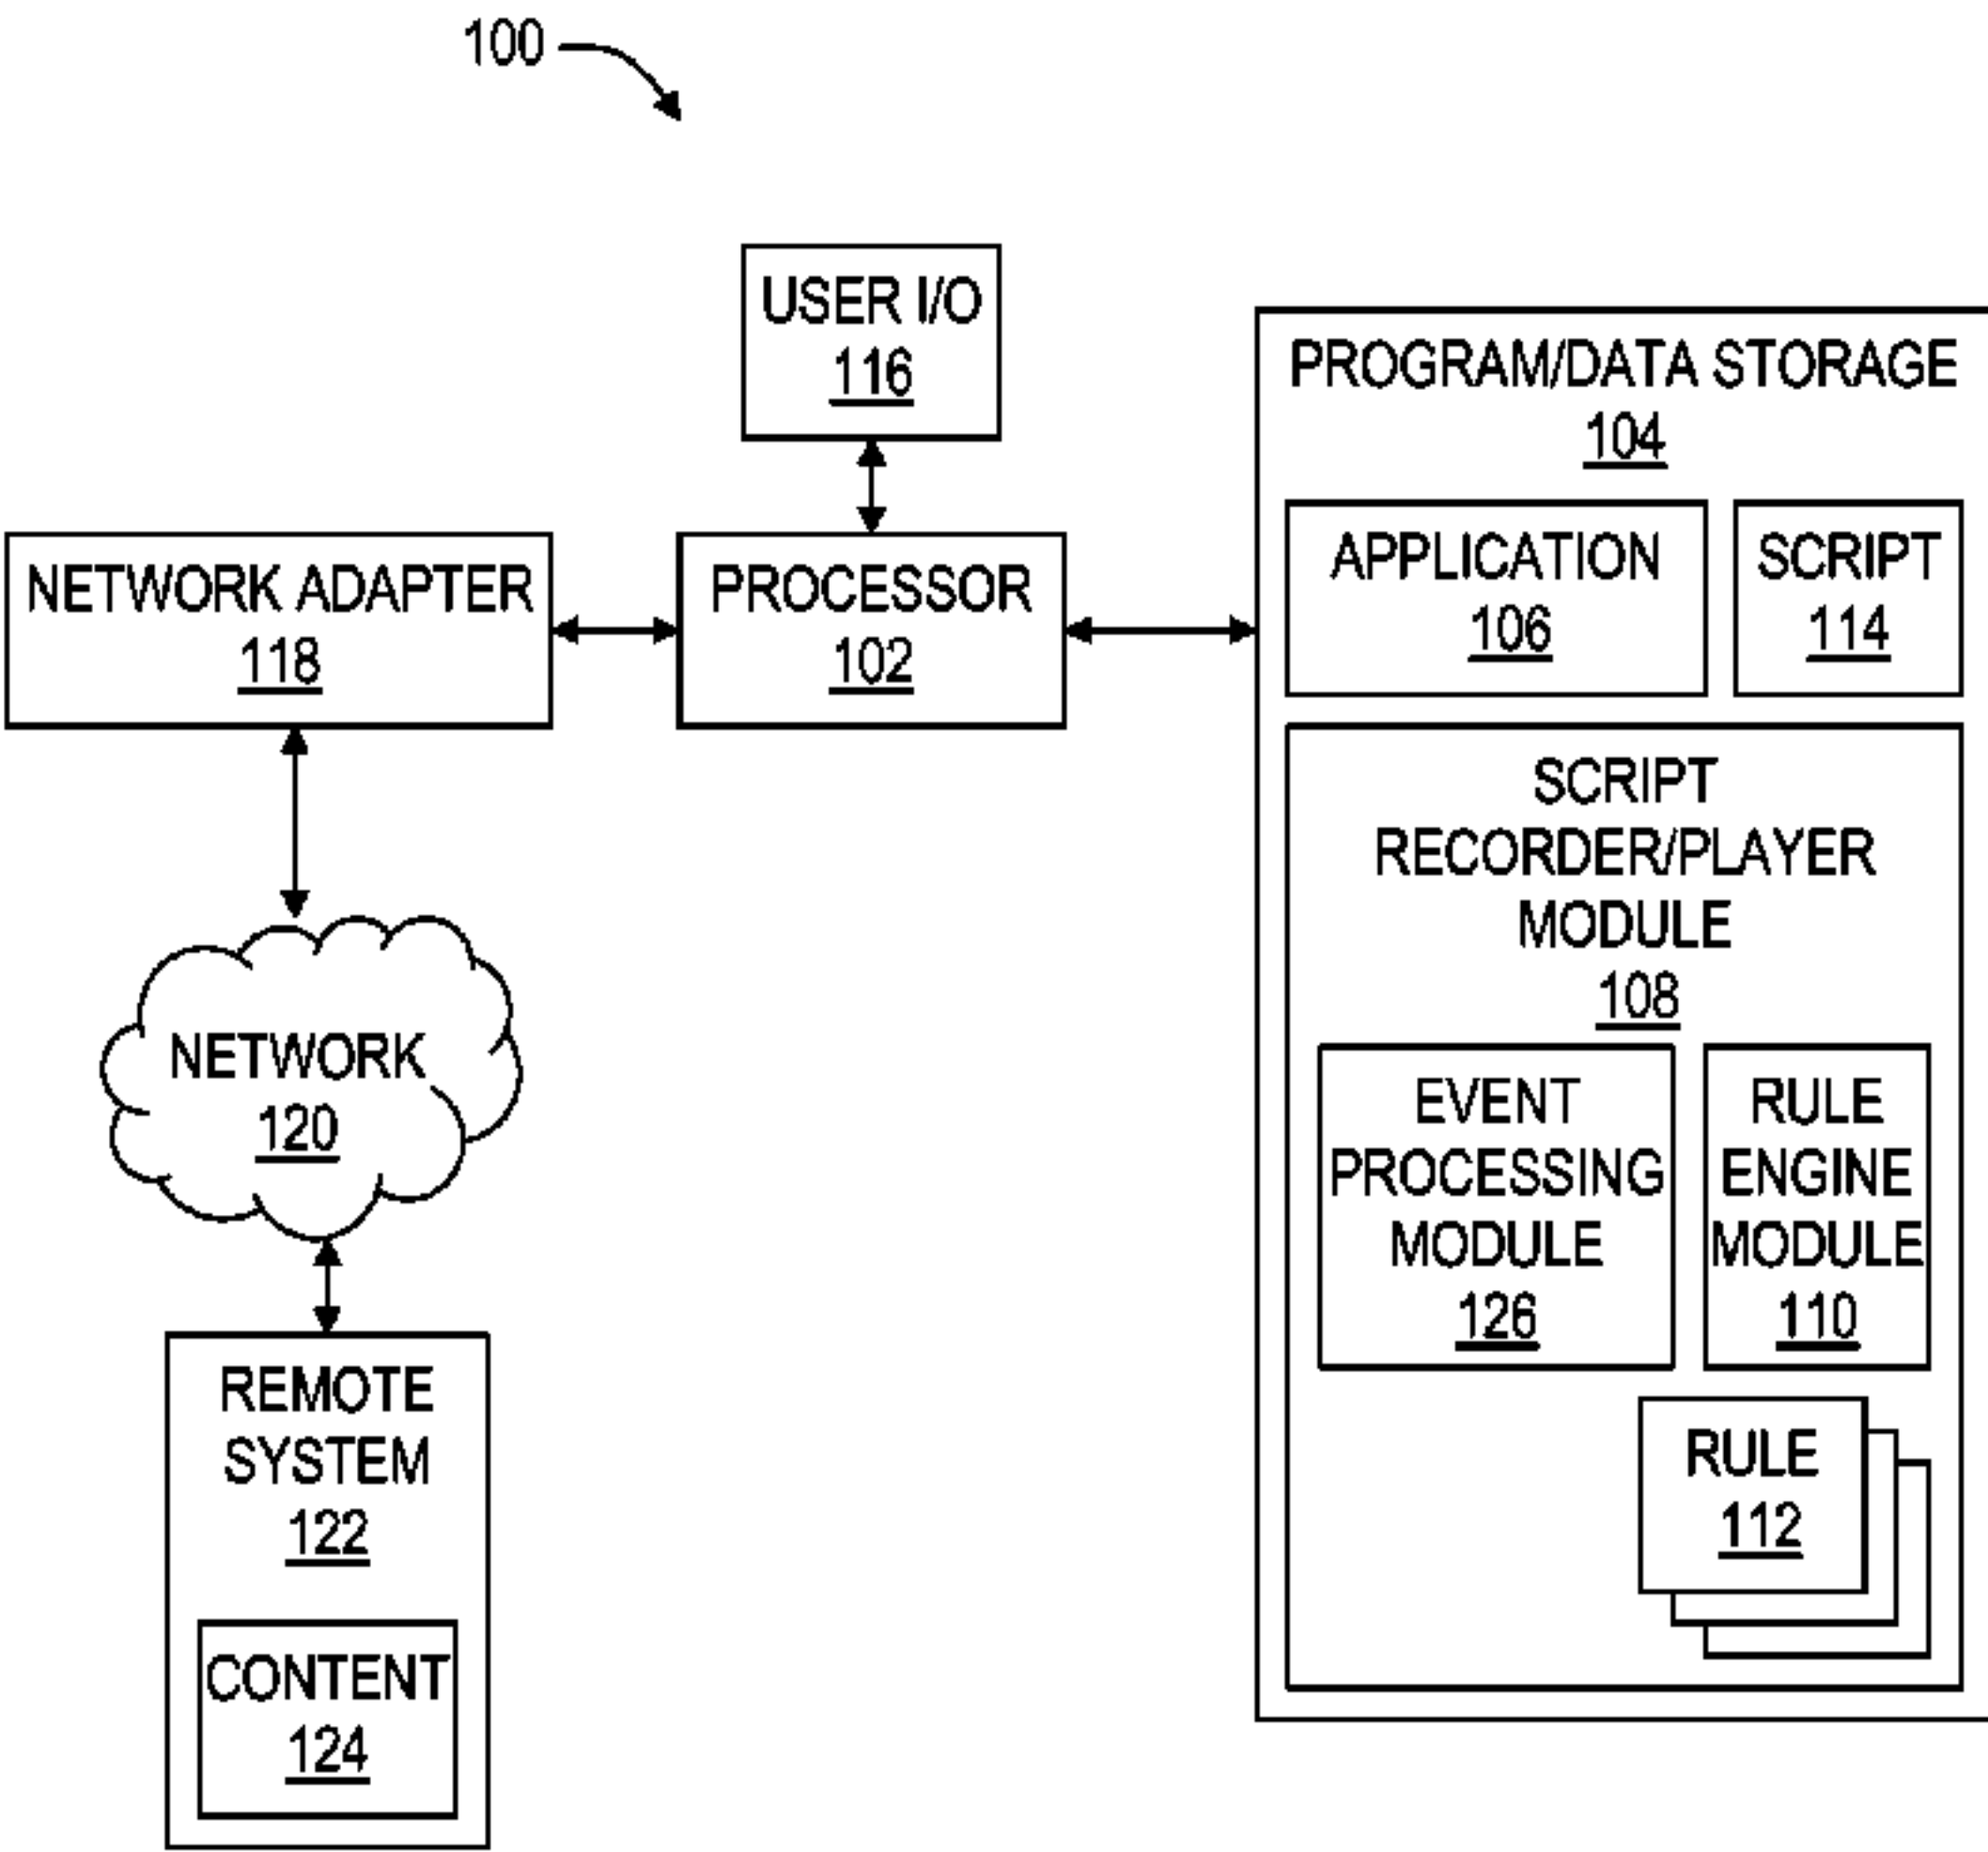 100
USER I/O
116
PROGRAM/DATA STORAGE
104
APPLICATION
106
SCRIPT
114
NETWORK ADAPTER
118
PROCESSOR
102
SCRIPT
RECORDER/PLAYER
MODULE
108
NETWORK
120
EVENT
PROCESSING
MODULE
126
RULE
ENGINE
MODULE
110
REMOTE
SYSTEM
122
RULE
112
CONTENT
124